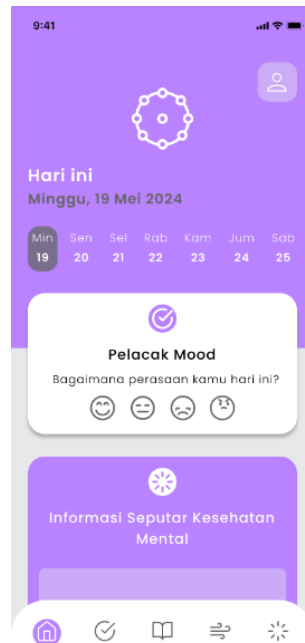 9:41
Hari ini
Minggu, 19 Mei 2024
Min Sen Sel Rab Kam Jum Sab
19 20 21 22 23 24 25
Pelacak Mood
Bagaimana perasaan kamu hari ini?
Informasi Seputar Kesehatan
Mental